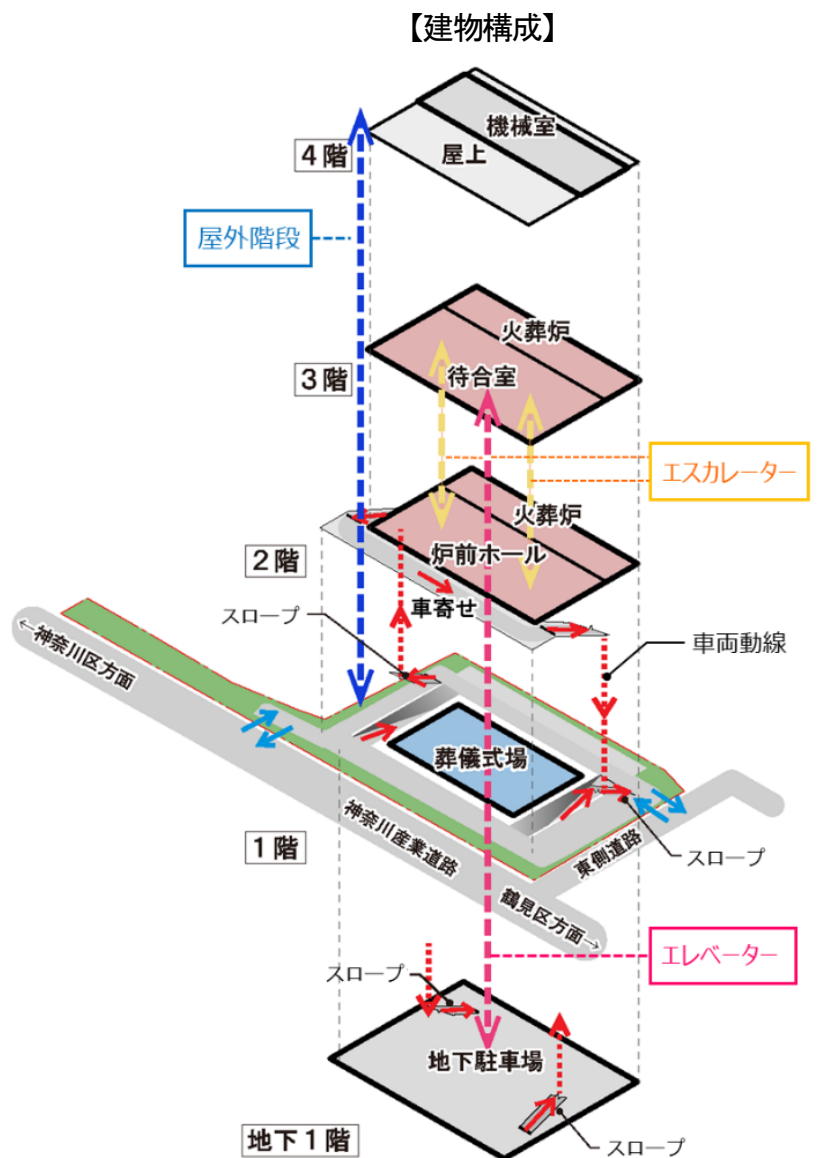 【建物構成】
機械室
屋上
4階
屋外階段
火葬炉
待合室
3階
エスカレーター
火葬炉
炉前ホール
2階
車寄せ
スロープ
車両動線
←神奈川区方面
葬儀式場
神奈川産業道路
1階
東側道路
スロープ
鶴見区方面→
エレベーター
スロープ
地下駐車場
地下1階
スロープ